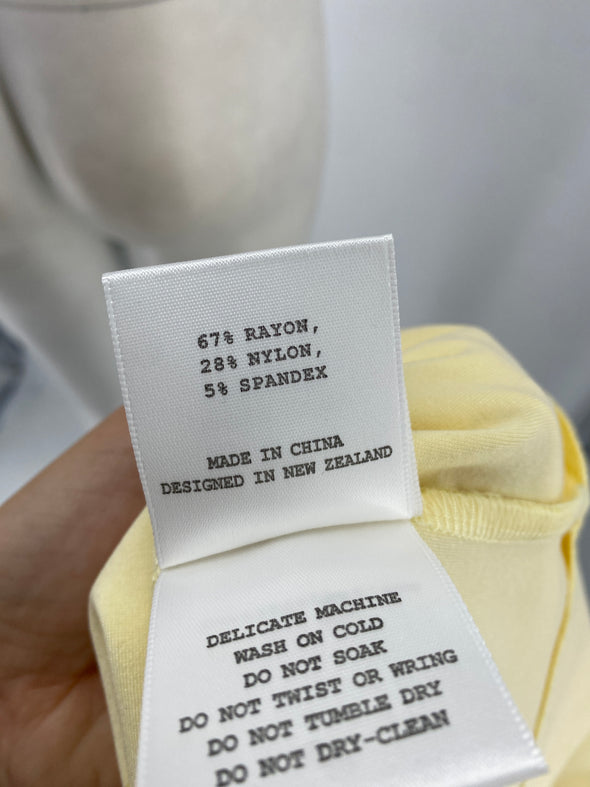 67% RAYON,
28% NYLON,
5% SPANDEX
MADE IN CHINA
DESIGNED IN NEW ZEALAND
DELICATE MACHINE
WASH ON COLD
DO NOT SOAK
DO NOT TWIST OR WRING
DO NOT TUMBLE DRY
DO NOT DRY-CLEAN